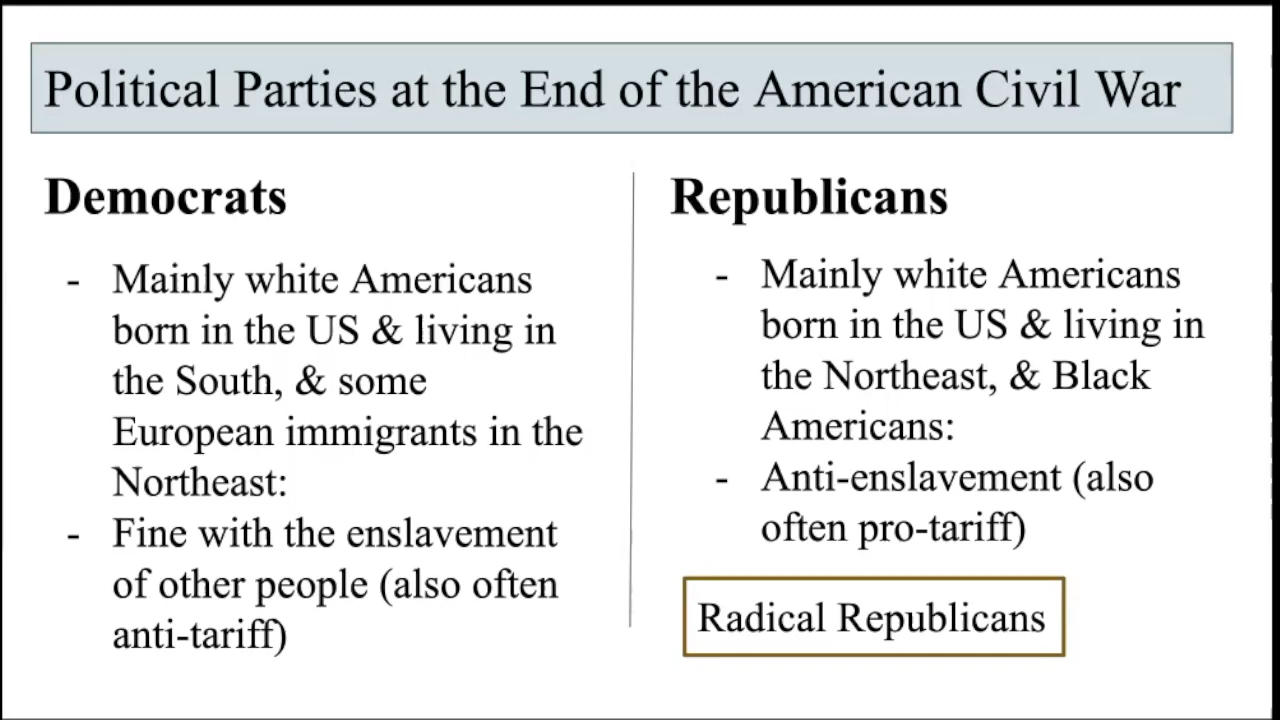 Political Parties at the End of the American Civil War
Democrats
- Mainly white Americans
born in the US & living in
the South, & some
European immigrants in the
Northeast:
- Fine with the enslavement
of other people (also often
anti-tariff)
Republicans
- Mainly white Americans
born in the US & living in
the Northeast, & Black
Americans:
- Anti-enslavement (also
often pro-tariff)
Radical Republicans